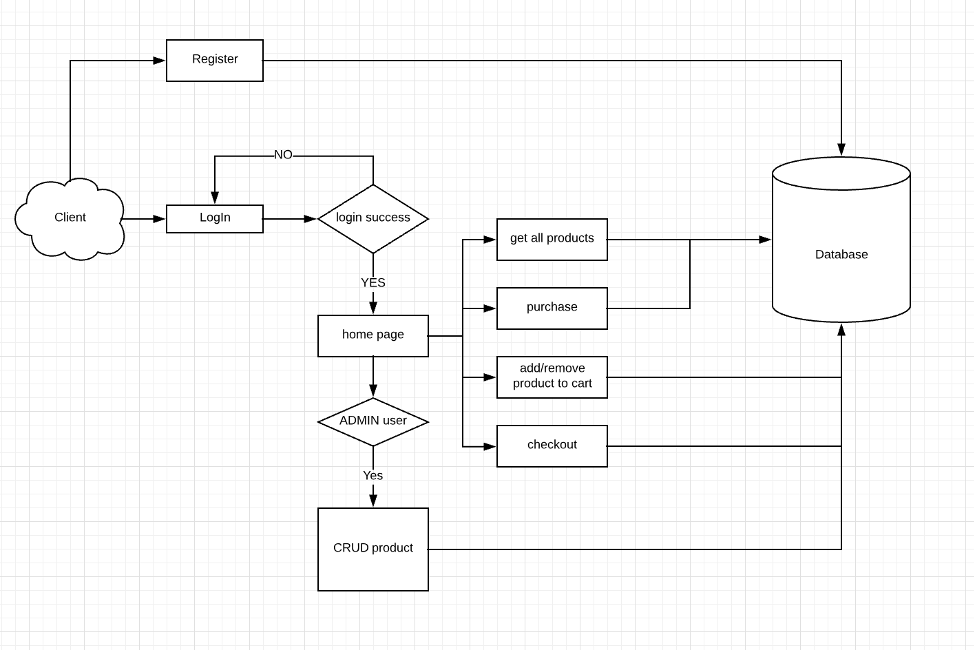 Register
NO
Client
LogIn
login success
get all products
Database
YES
purchase
home page
add/remove
product to cart
ADMIN user
checkout
Yes
CRUD product